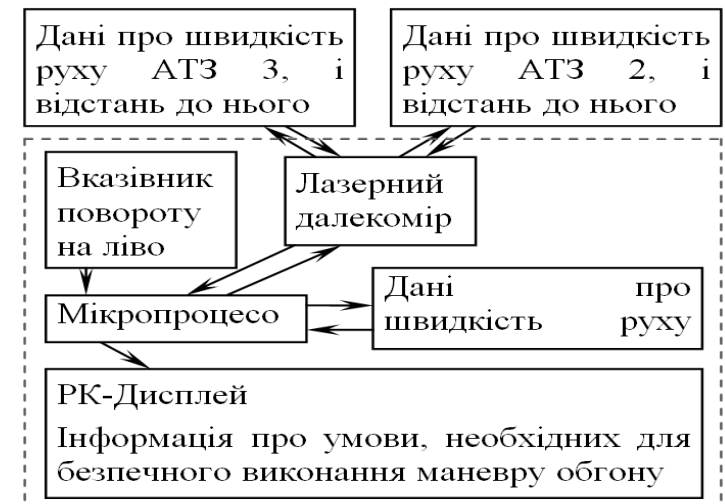 Дані про швидкість
руху АТЗ 3, і
відстань до нього
Дані про швидкість
руху АТЗ 2, і
відстань до нього
Вказівник
повороту
на ліво
Лазерний
далекомір
Мікропроцесо
Дані про
швидкість руху
РК-Дисплей
Інформація про умови, необхідних для
безпечного виконання маневру обгону